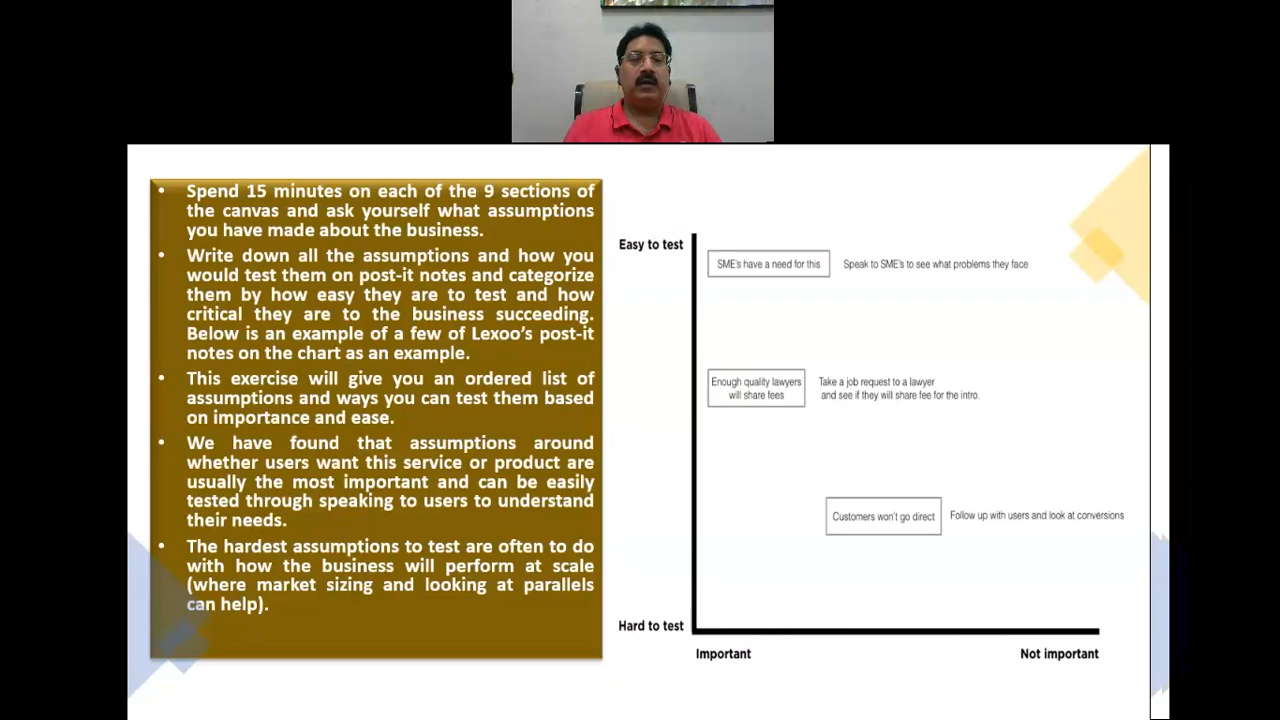 • Spend 15 minutes on each of the 9 sections of
the canvas and ask yourself what assumptions
you have made about the business.
• Write down all the assumptions and how you
would test them on post-it notes and categorize
them by how easy they are to test and how
critical they are to the business succeeding.
Below is an example of a few of Lexoo's post-it
notes on the chart as an example.
• This exercise will give you an ordered list of
assumptions and ways you can test them based
on importance and ease.
• We have found that assumptions around
whether users want this service or product are
usually the most important and can be easily
tested through speaking to users to understand
their needs.
• The hardest assumptions to test are often to do
with how the business will perform at scale
(where market sizing and looking at parallels
can help).
Easy to test
SME's have a need for this
Speak to SME's to see what problems they face
Enough quality lawyers
will share fees
Take a job request to a lawyer
and see if they will share fee for the intro.
Customers won't go direct
Follow up with users and look at conversions
Hard to test
Important
Not important